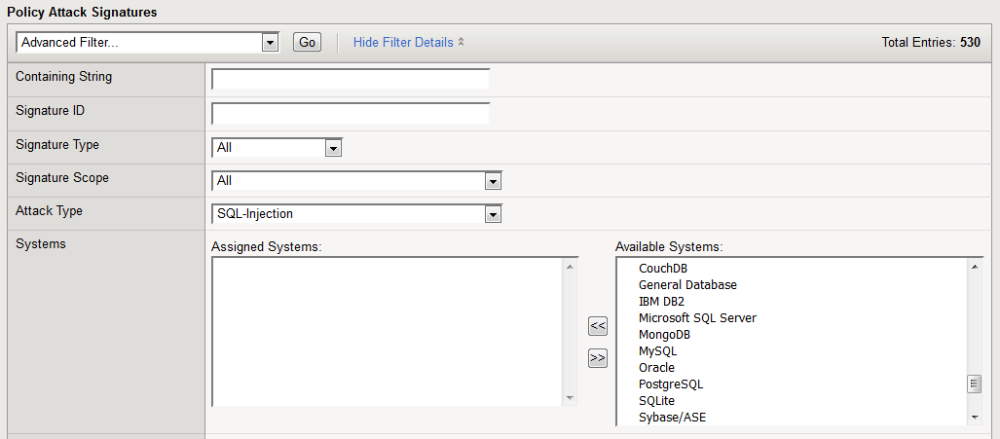 Policy Attack Signatures
Advanced Filter... Go Hide Filter Details Total Entries: 530
Containing String
Signature ID
Signature Type All
Signature Scope All
Attack Type SQL-Injection
Systems Assigned Systems: Available Systems:
CouchDB
General Database
IBM DB2
Microsoft SQL Server
<< MongoDB
MySQL
>> Oracle
PostgreSQL
SQLite
Sybase/ASE